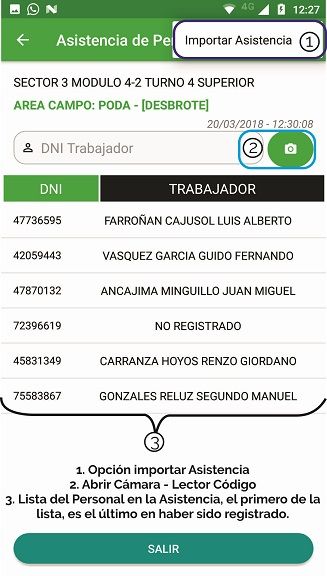 4G 12:27
Asistencia de Per
Importar Asistencia 1
SECTOR 3 MODULO 4-2 TURNO 4 SUPERIOR
AREA CAMPO: PODA - [DESBROTE]
20/03/2018 - 12:30:08
DNI Trabajador 2
DNI TRABAJADOR
47736595 FARROÑAN CAJUSOL LUIS ALBERTO
42059443 VASQUEZ GARCIA GUIDO FERNANDO
47870132 ANCAJIMA MINGUILLO JUAN MIGUEL
72396619 NO REGISTRADO
45831349 CARRANZA HOYOS RENZO GIORDANO
75583867 GONZALES RELUZ SEGUNDO MANUEL
3
1. Opción importar Asistencia
2. Abrir Cámara - Lector Código
3. Lista del Personal en la Asistencia, el primero de la
lista, es el último en haber sido registrado.
SALIR